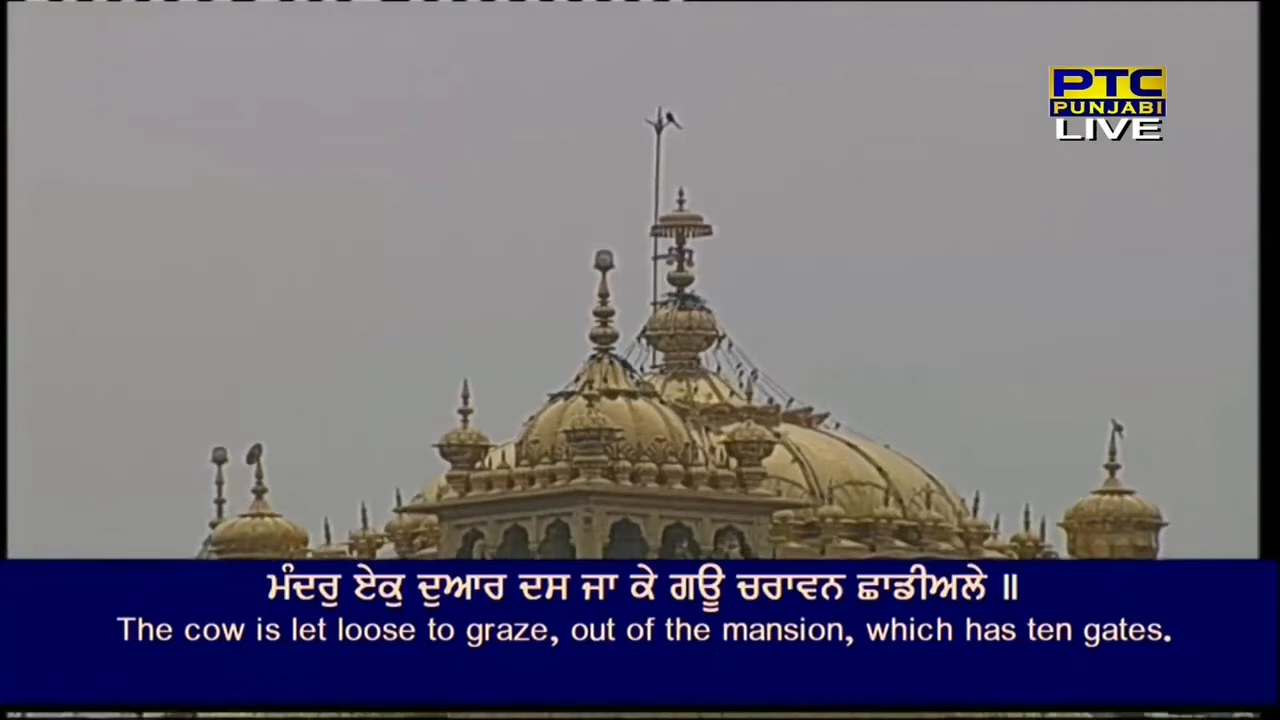 PTC
PUNJABI
LIVE
ਮੰਦਰੁ ਏਕੁ ਦੁਆਰ ਦਸ ਜਾ ਕੇ ਗਊ ਚਰਾਵਨ ਛਾਡੀਅਲੇ ॥
The cow is let loose to graze, out of the mansion, which has ten gates.